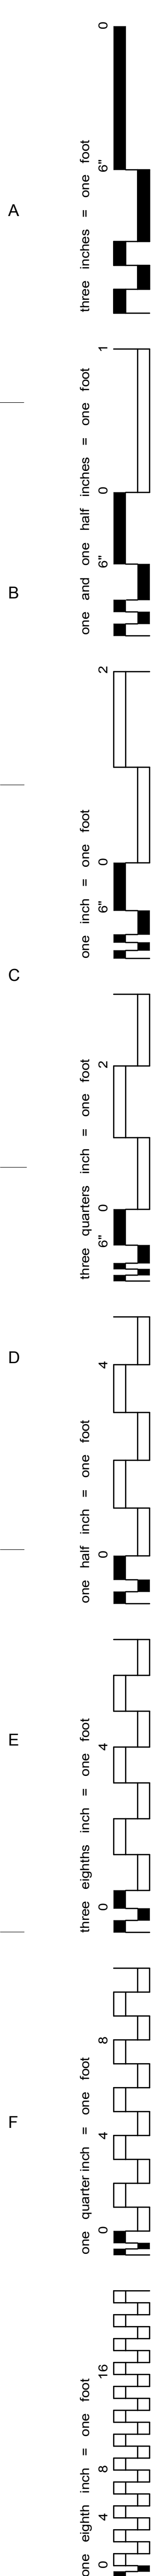 A
0
6"
three inches = one foot
1
0
6"
one and one half inches = one foot
B
2
0
6"
one inch = one foot
C
2
0
6"
three quarters inch = one foot
D
4
0
one half inch = one foot
E
4
0
three eighths inch = one foot
F
8
4
0
one quarter inch = one foot
16
8
4
0
one eighth inch = one foot